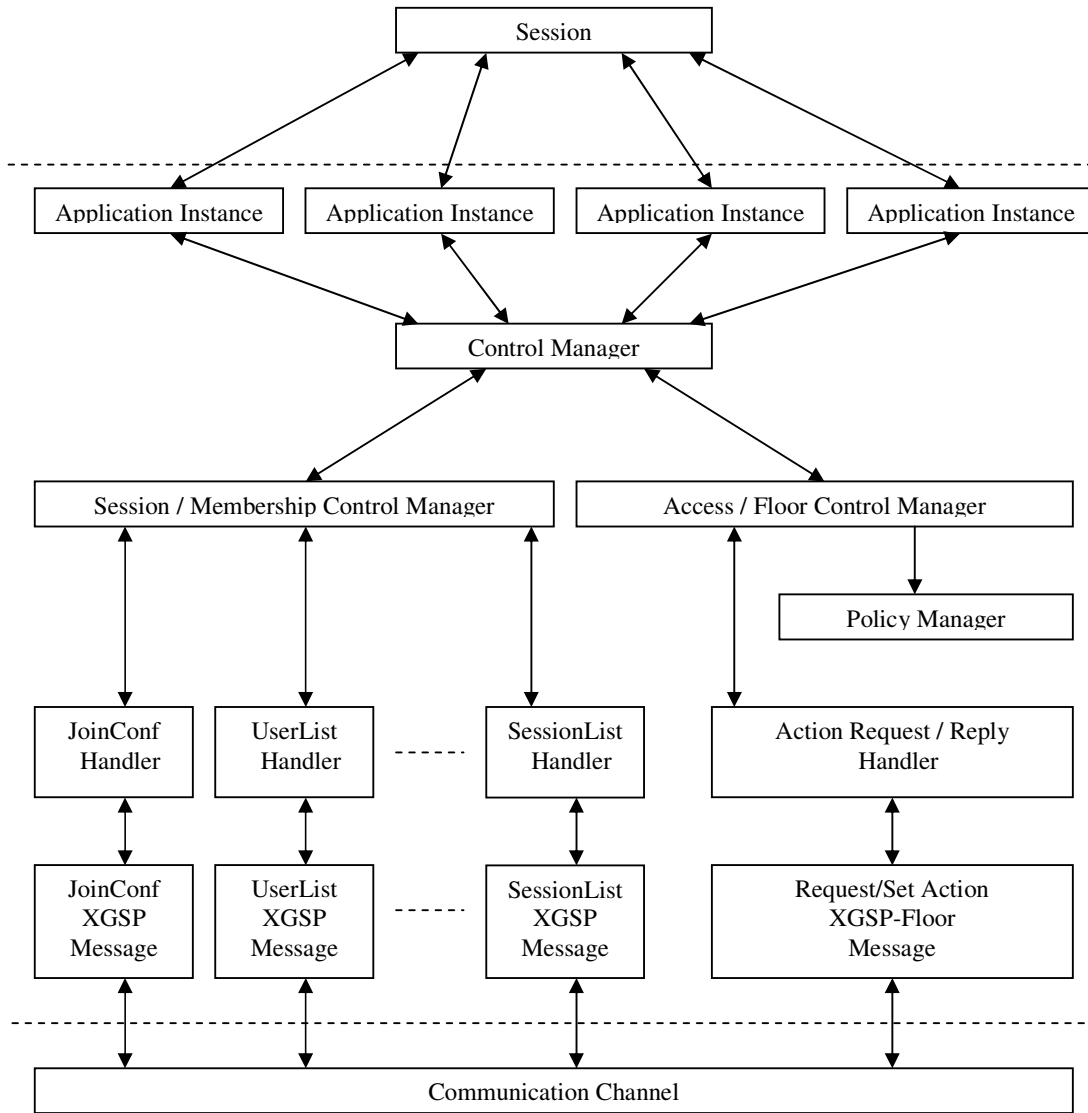 Session
Application Instance
Application Instance
Application Instance
Application Instance
Control Manager
Session / Membership Control Manager
Access / Floor Control Manager
Policy Manager
JoinConf
Handler
UserList
Handler
SessionList
Handler
Action Request / Reply
Handler
JoinConf
XGSP
Message
UserList
XGSP
Message
SessionList
XGSP
Message
Request/Set Action
XGSP-Floor
Message
Communication Channel